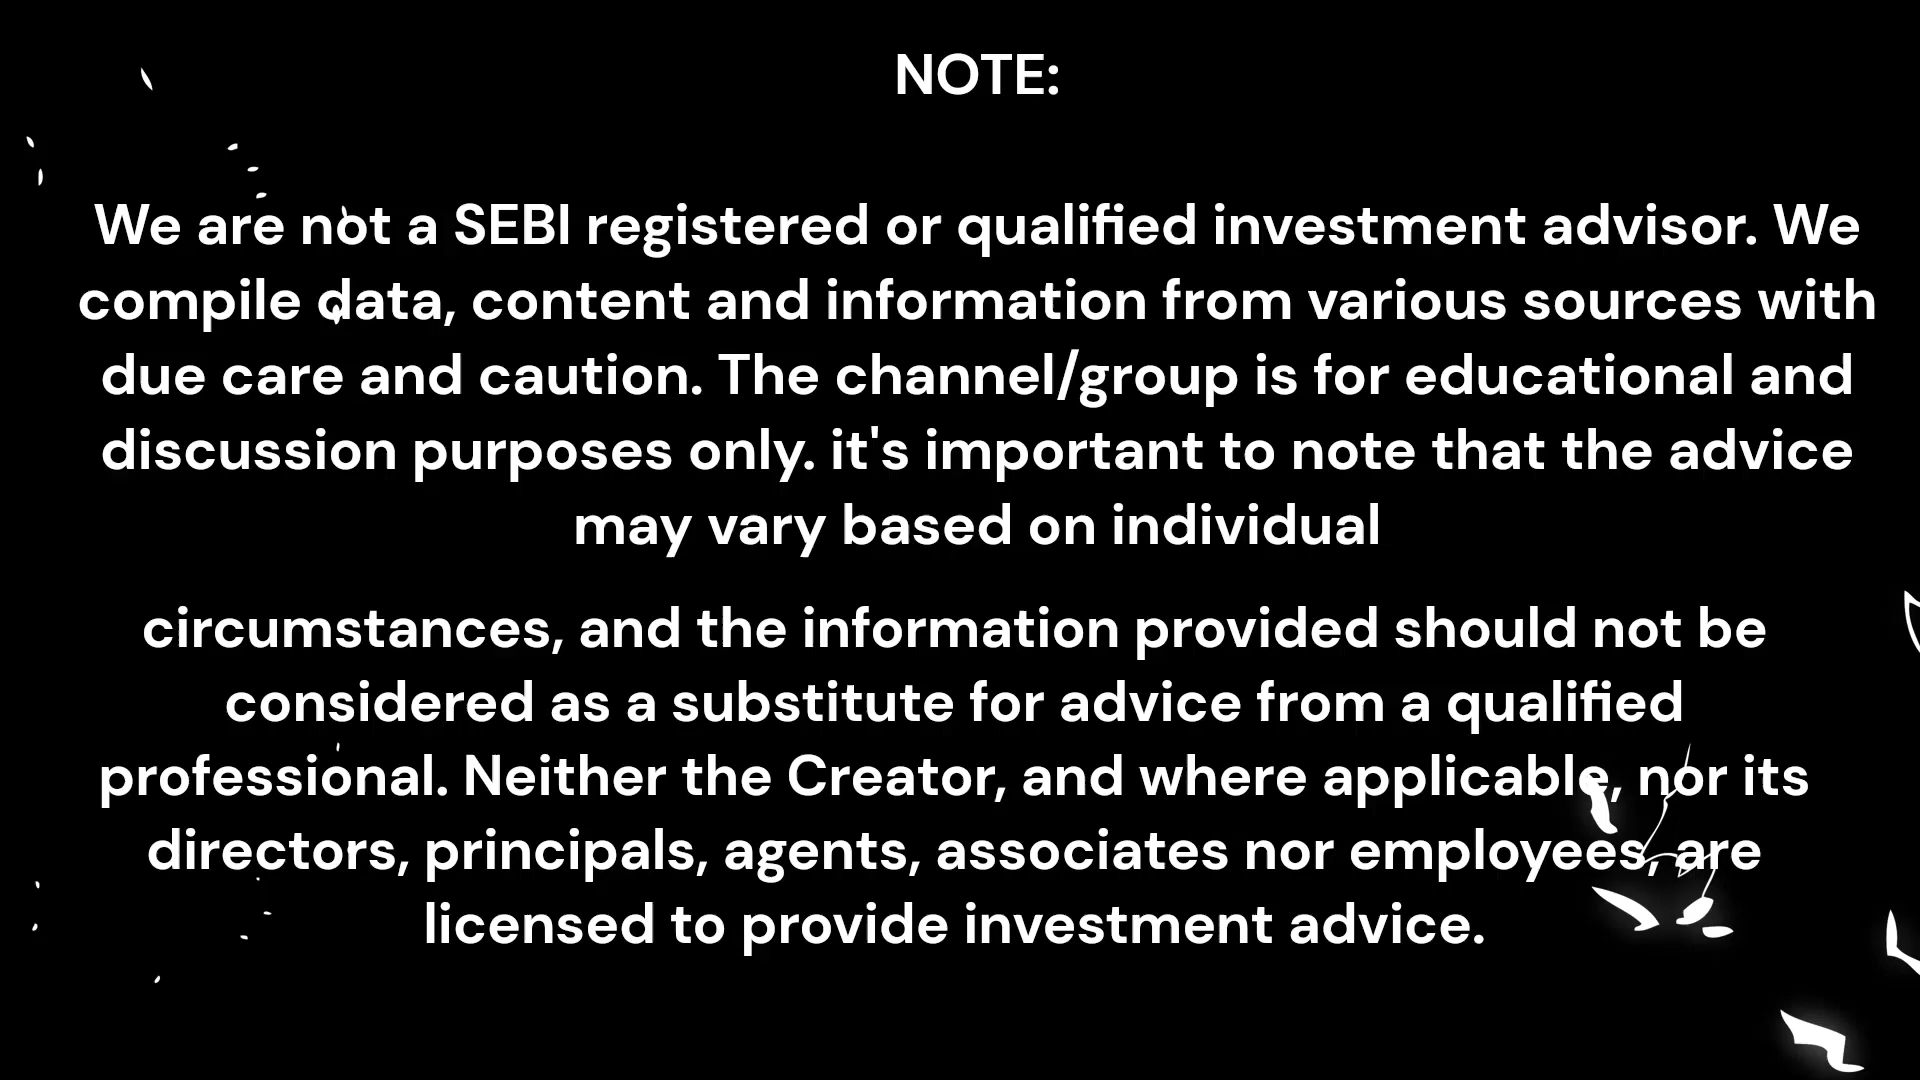 NOTE:
We are not a SEBI registered or qualified investment advisor. We
compile data, content and information from various sources with
due care and caution. The channel/group is for educational and
discussion purposes only. it's important to note that the advice
may vary based on individual
circumstances, and the information provided should not be
considered as a substitute for advice from a qualified
professional. Neither the Creator, and where applicable, nor its
directors, principals, agents, associates nor employees, are
licensed to provide investment advice.